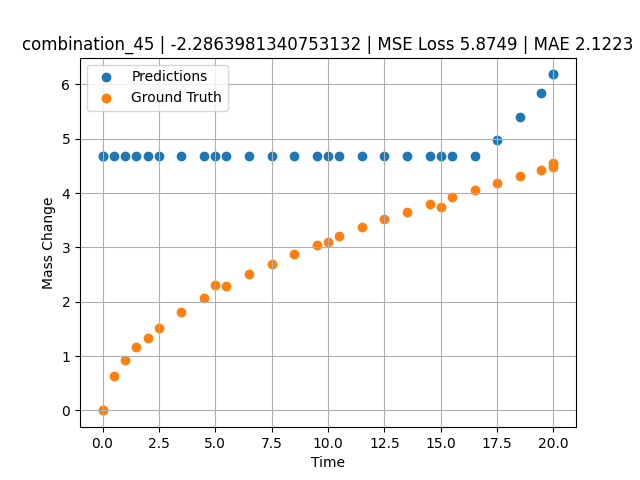 combination_45 | -2.2863981340753132 | MSE Loss 5.8749 | MAE 2.1223
Predictions
Ground Truth
6
5
4
3
2
1
0
Mass Change
0.0 2.5 5.0 7.5 10.0 12.5 15.0 17.5 20.0
Time